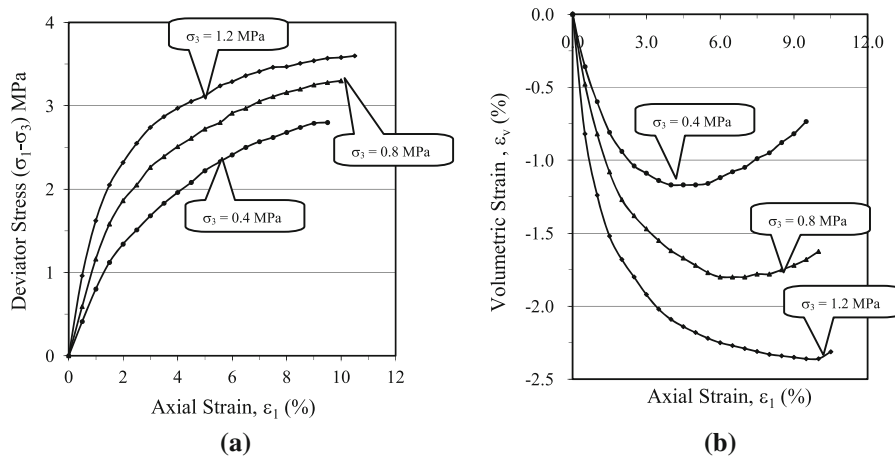 4
3
2
1
0
0
2
4
6
8
10
12
Deviator Stress (σ1-σ3) MPa
Axial Strain, ε1 (%)
σ3 = 1.2 MPa
σ3 = 0.8 MPa
σ3 = 0.4 MPa
(a)
0.0
-0.5
-1.0
-1.5
-2.0
-2.5
0.0
3.0
6.0
9.0
12.0
Volumetric Strain , εv (%)
σ3 = 0.4 MPa
σ3 = 0.8 MPa
σ3 = 1.2 MPa
Axial Strain, ε1 (%)
(b)